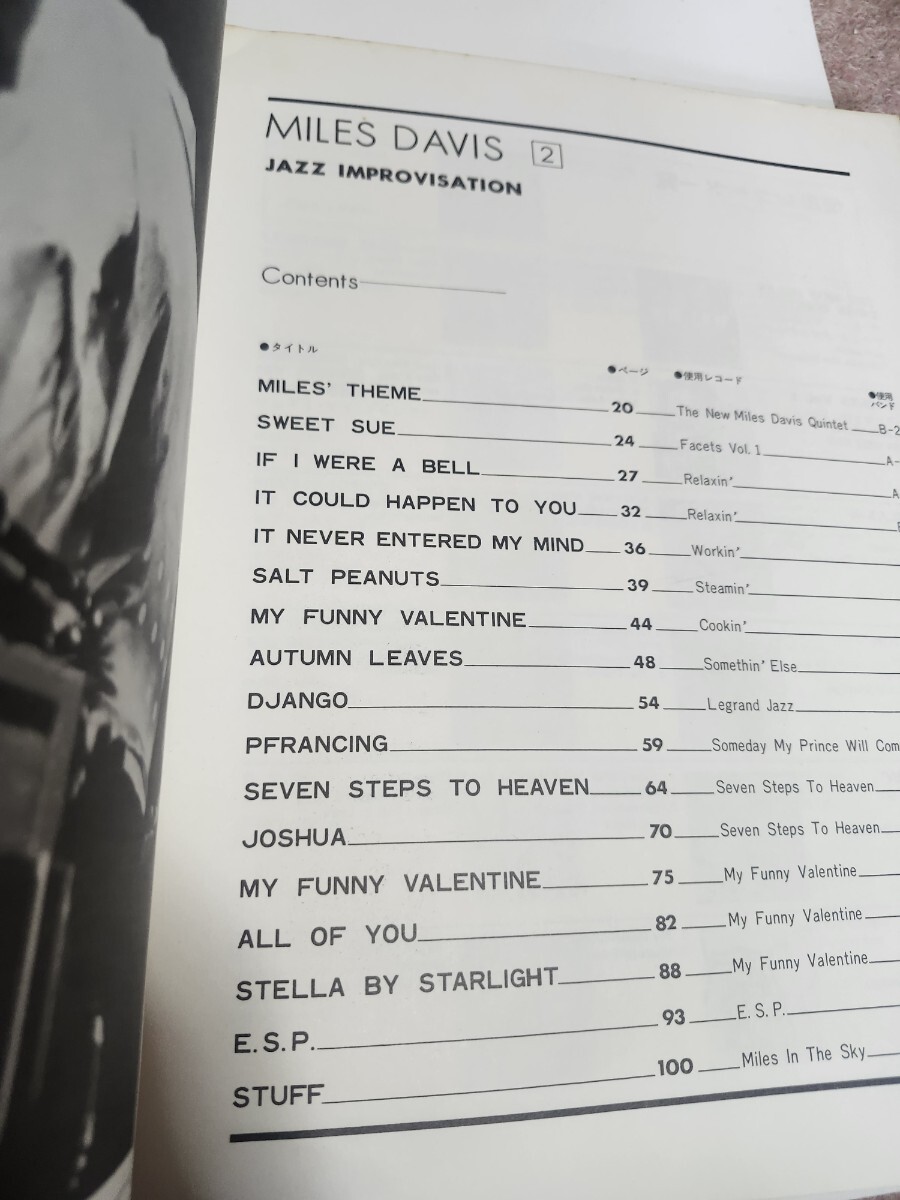 MILES DAVIS 2
JAZZ IMPROVISATION
Contents
●タイトル ●ページ ●使用レコード ●使用バンド
MILES' THEME 20 The New Miles Davis Quintet B-2
SWEET SUE 24 Facets Vol. 1 A-
IF I WERE A BELL 27 Relaxin' A
IT COULD HAPPEN TO YOU 32 Relaxin'
IT NEVER ENTERED MY MIND 36 Workin'
SALT PEANUTS 39 Steamin'
MY FUNNY VALENTINE 44 Cookin'
AUTUMN LEAVES 48 Somethin' Else
DJANGO 54 Legrand Jazz
PFRANCING 59 Someday My Prince Will Com
SEVEN STEPS TO HEAVEN 64 Seven Steps To Heaven
JOSHUA 70 Seven Steps To Heaven
MY FUNNY VALENTINE 75 My Funny Valentine
ALL OF YOU 82 My Funny Valentine
STELLA BY STARLIGHT 88 My Funny Valentine
E. S. P. 93 E. S. P.
STUFF 100 Miles In The Sky